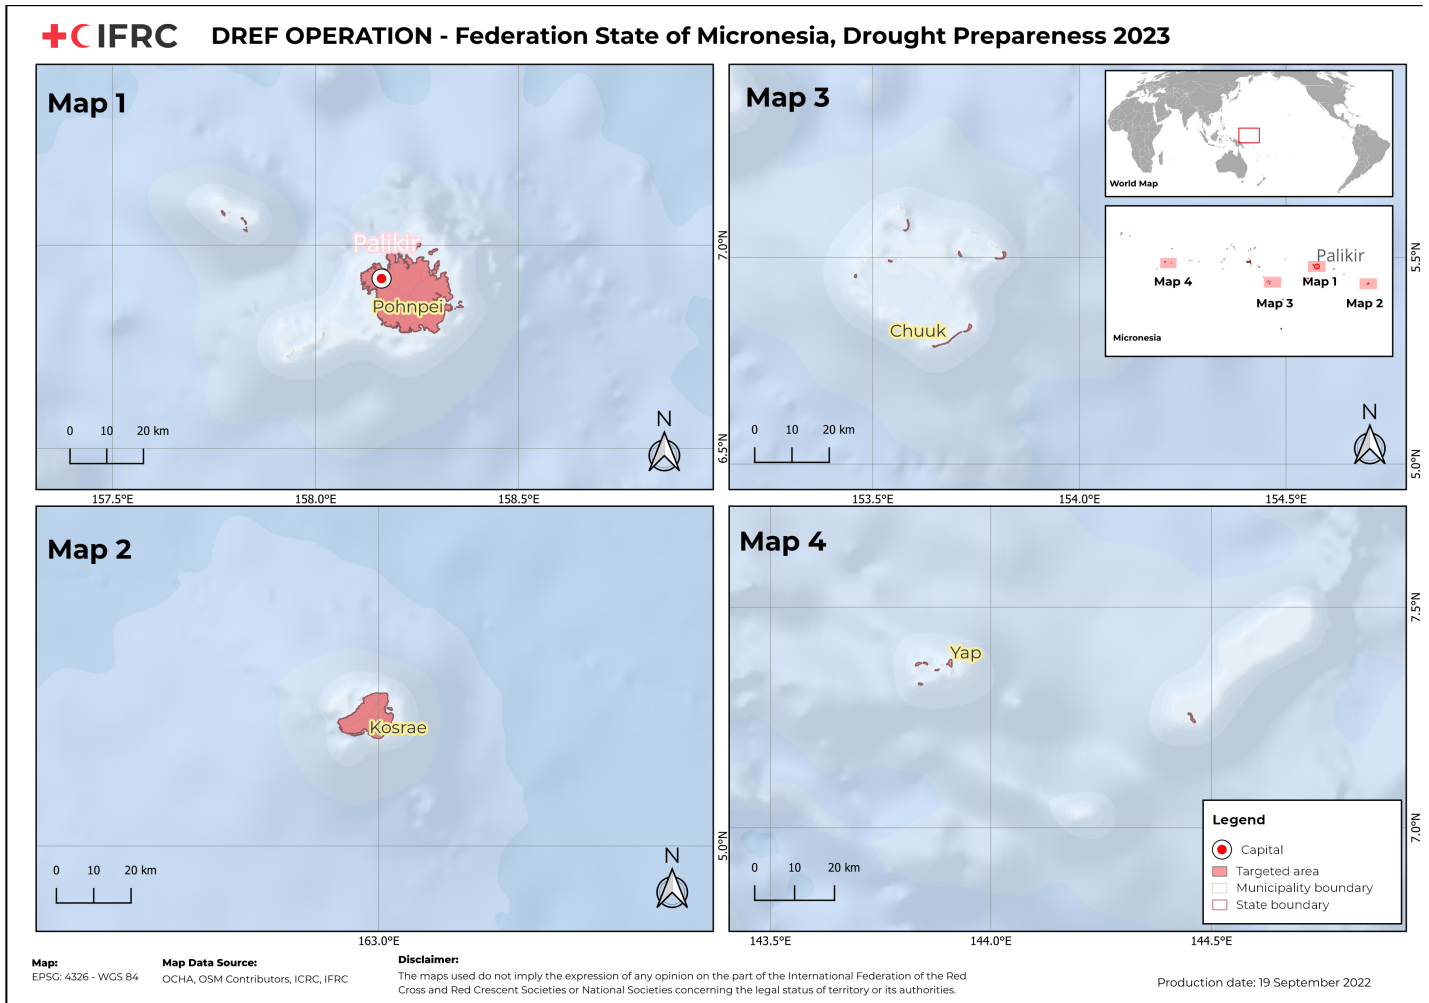 IFRC
DREF OPERATION - Federation State of Micronesia, Drought Prepareness 2023
Map 1
Palikir
Pohnpei
0 10 20 km
N
7.0°N
6.5°N
157.5°E 158.0°E 158.5°E
Map 3
Chuuk
0 10 20 km
N
5.5°N
5.0°N
153.5°E 154.0°E 154.5°E
World Map
Palikir
Map 4
Map 1
Map 3
Map 2
Micronesia
Map 2
Kosrae
0 10 20 km
N
5.0°N
163.0°E
Map 4
Yap
0 10 20 km
7.5°N
7.0°N
143.5°E 144.0°E 144.5°E
Legend
Capital
Targeted area
Municipality boundary
State boundary
Map:
EPSG: 4326 - WGS 84
Map Data Source:
OCHA, OSM Contributors, ICRC, IFRC
Disclaimer:
The maps used do not imply the expression of any opinion on the part of the International Federation of the Red
Cross and Red Crescent Societies or National Societies concerning the legal status of territory or its authorities.
Production date: 19 September 2022